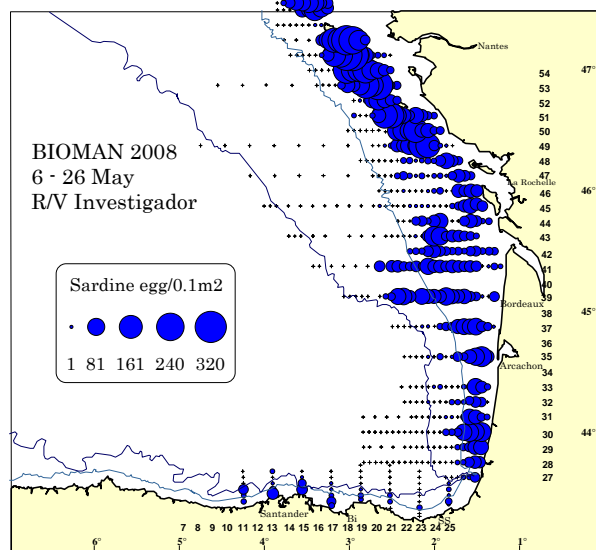 Nantes
47°
54
53
52
51
50
49
48
47
La Rochelle
46
46°
45
44
43
42
41
40
39
Bordeaux
38
45°
37
36
35
Arcachon
34
33
32
31
30
44°
29
28
27
BIOMAN 2008
6 - 26 May
R/V Investigador
Sardine egg/0.1m2
1 81 161 240 320
Santander Bi SS
7 8 9 10 11 12 13 14 15 16 17 18 19 20 21 22 23 24 25
6° 5° 4° 3° 2° 1°